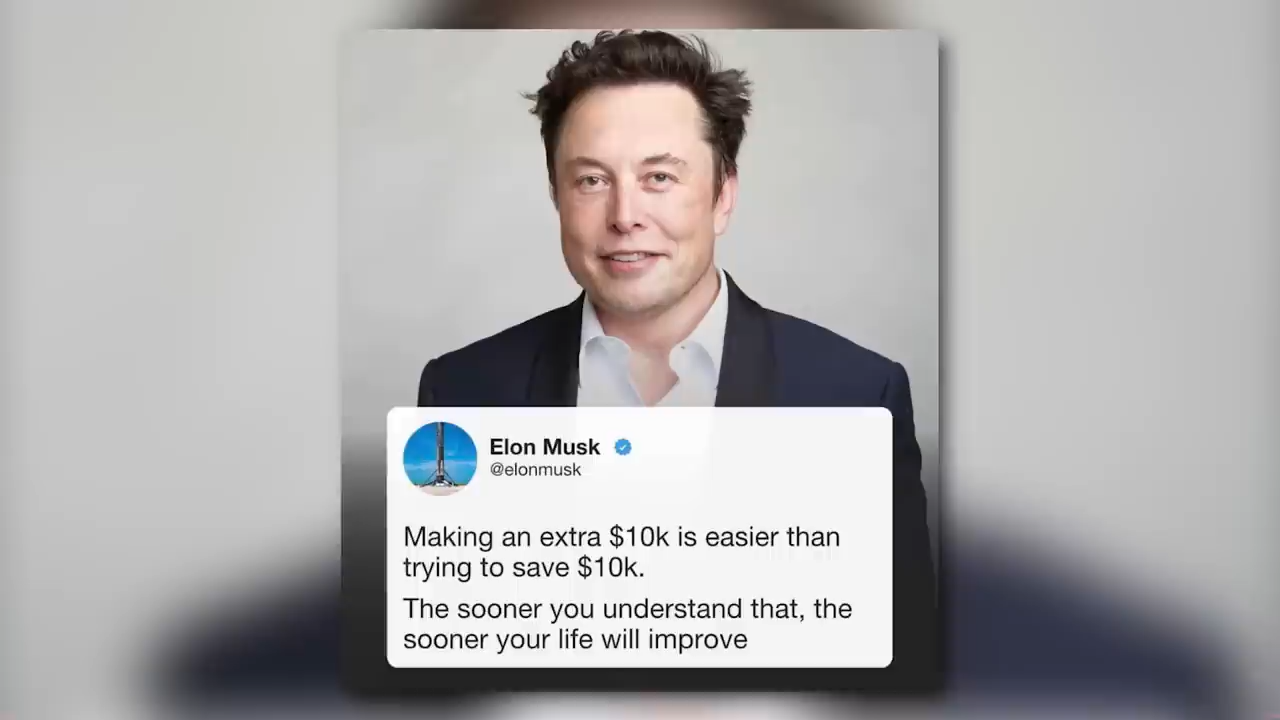 Elon Musk
@elonmusk
Making an extra $10k is easier than
trying to save $10k.
The sooner you understand that, the
sooner your life will improve